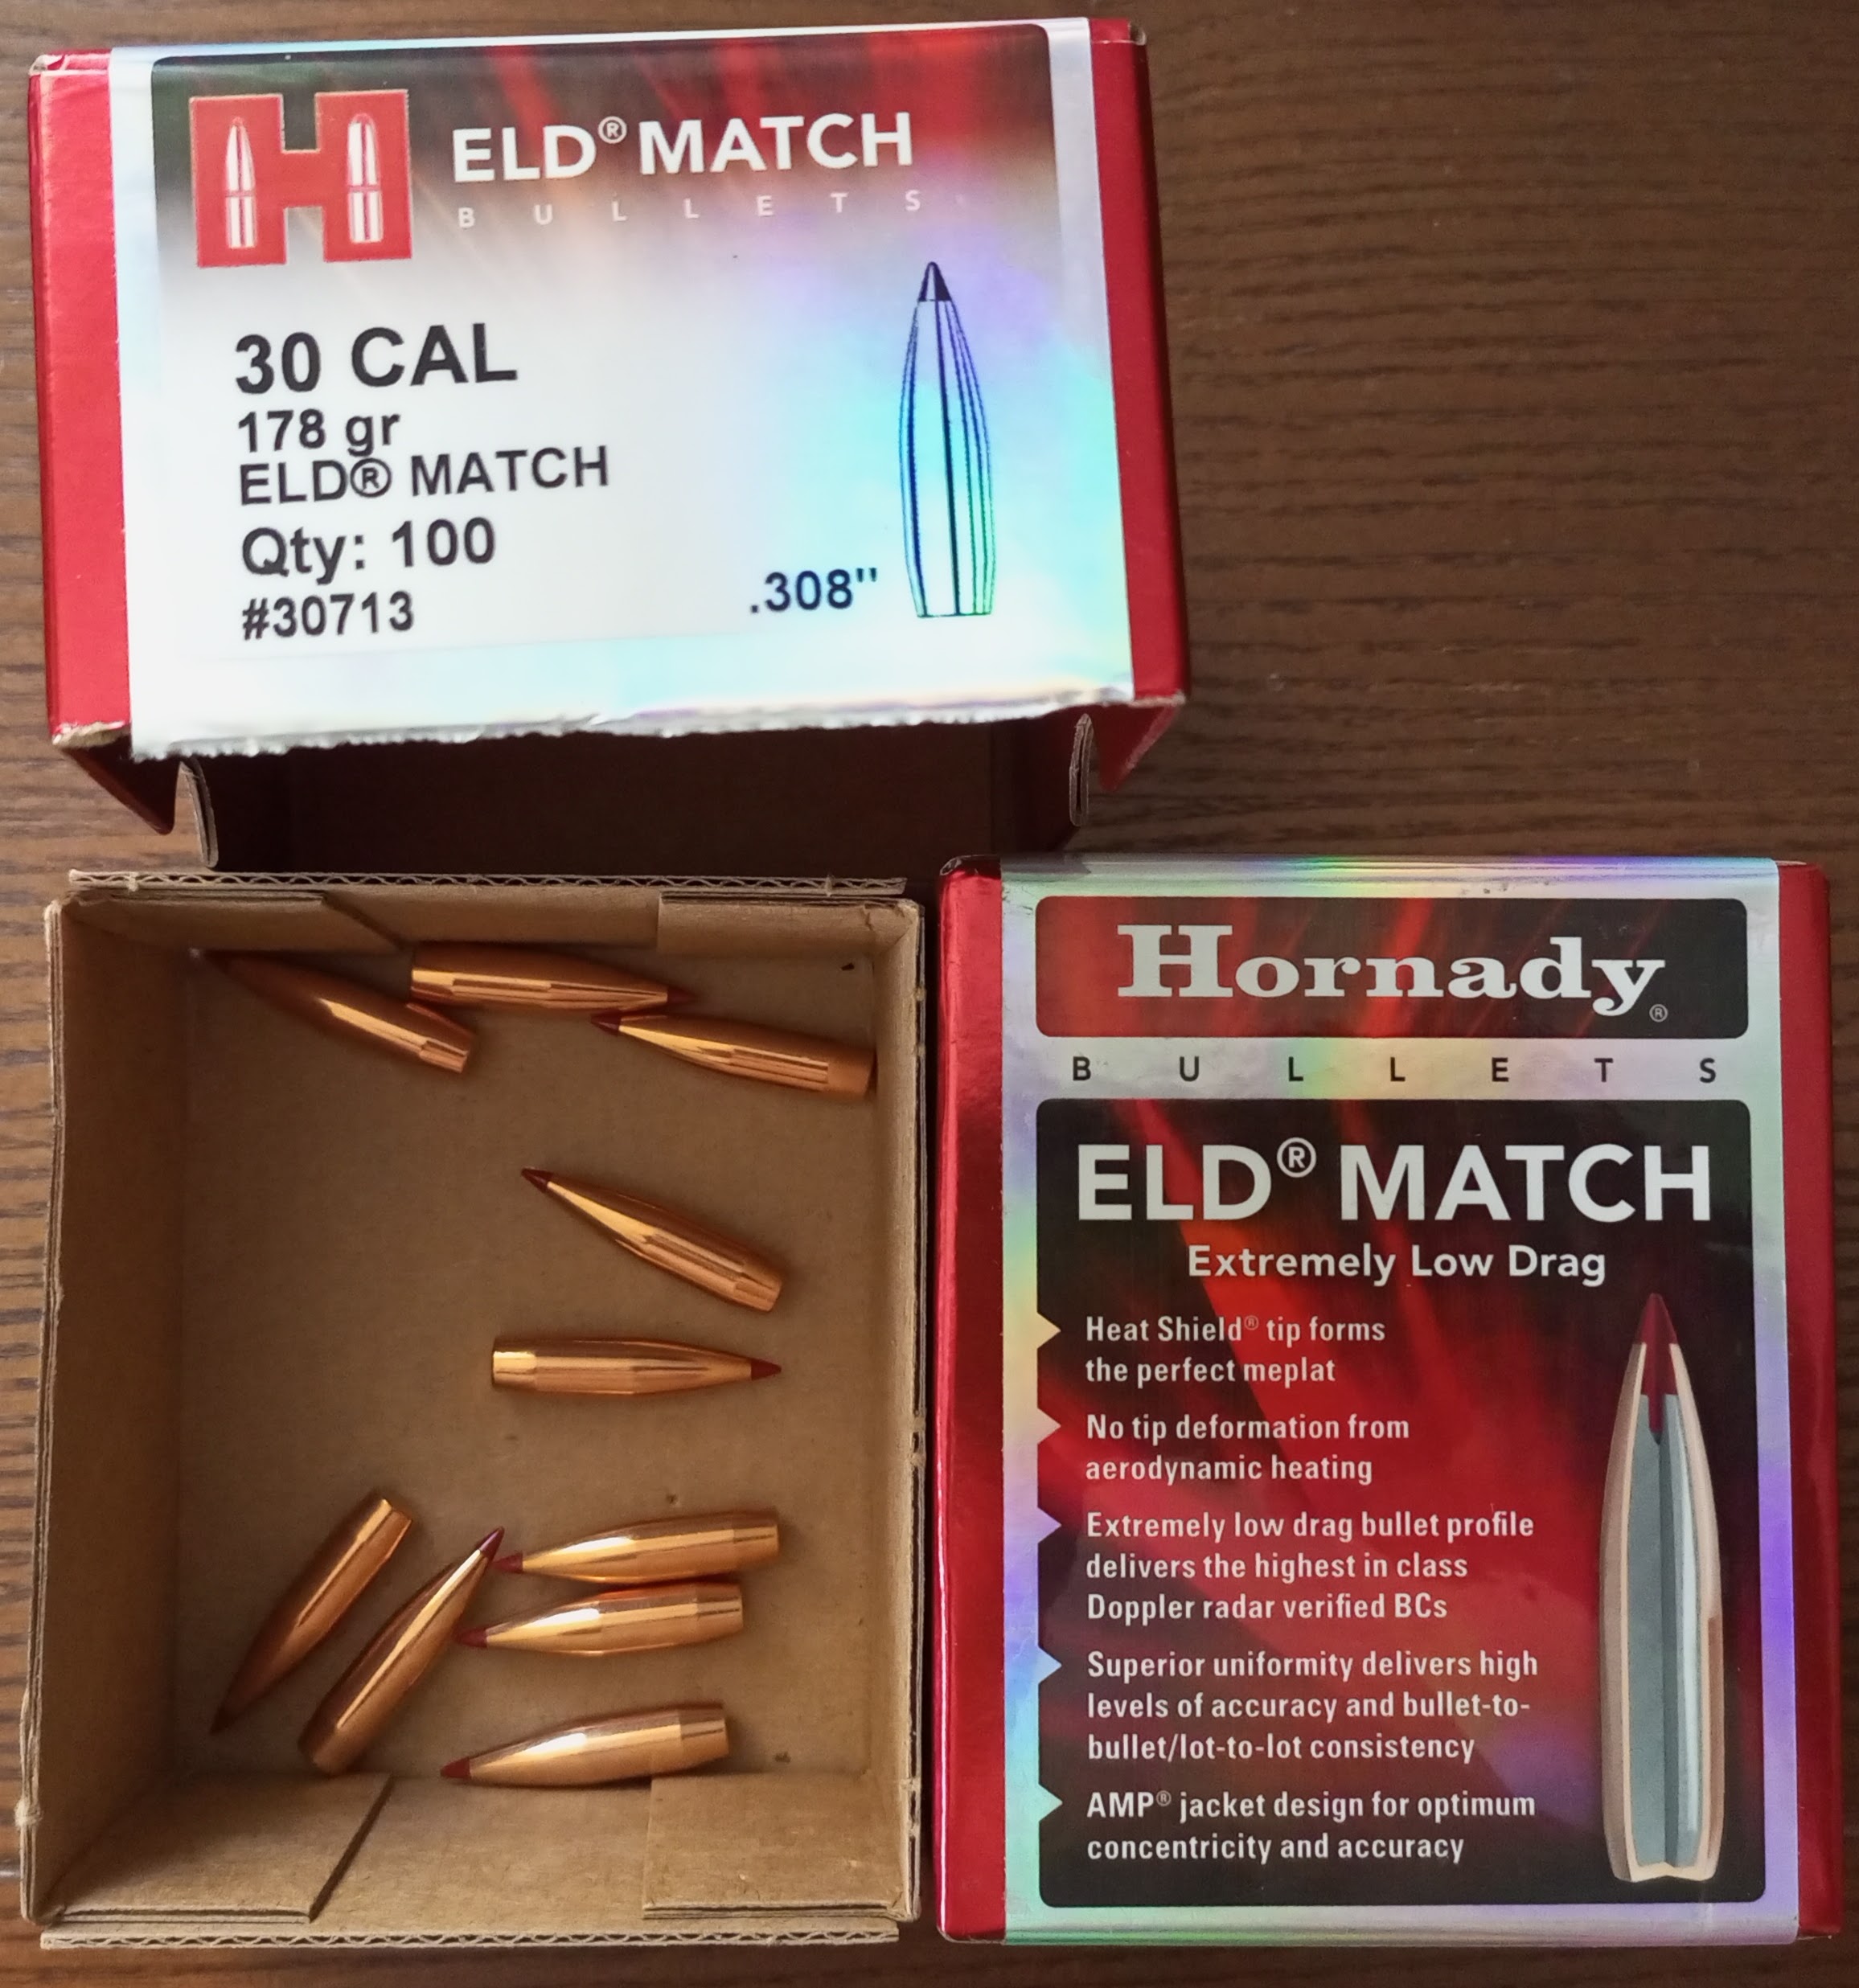 ELD® MATCH
BULLETS
30 CAL
178 gr
ELD® MATCH
Qty: 100
#30713
.308"
Hornady®
BULLETS
ELD® MATCH
Extremely Low Drag
Heat Shield® tip forms
the perfect meplat
No tip deformation from
aerodynamic heating
Extremely low drag bullet profile
delivers the highest in class
Doppler radar verified BCs
Superior uniformity delivers high
levels of accuracy and bullet-to-
bullet/lot-to-lot consistency
AMP® jacket design for optimum
concentricity and accuracy